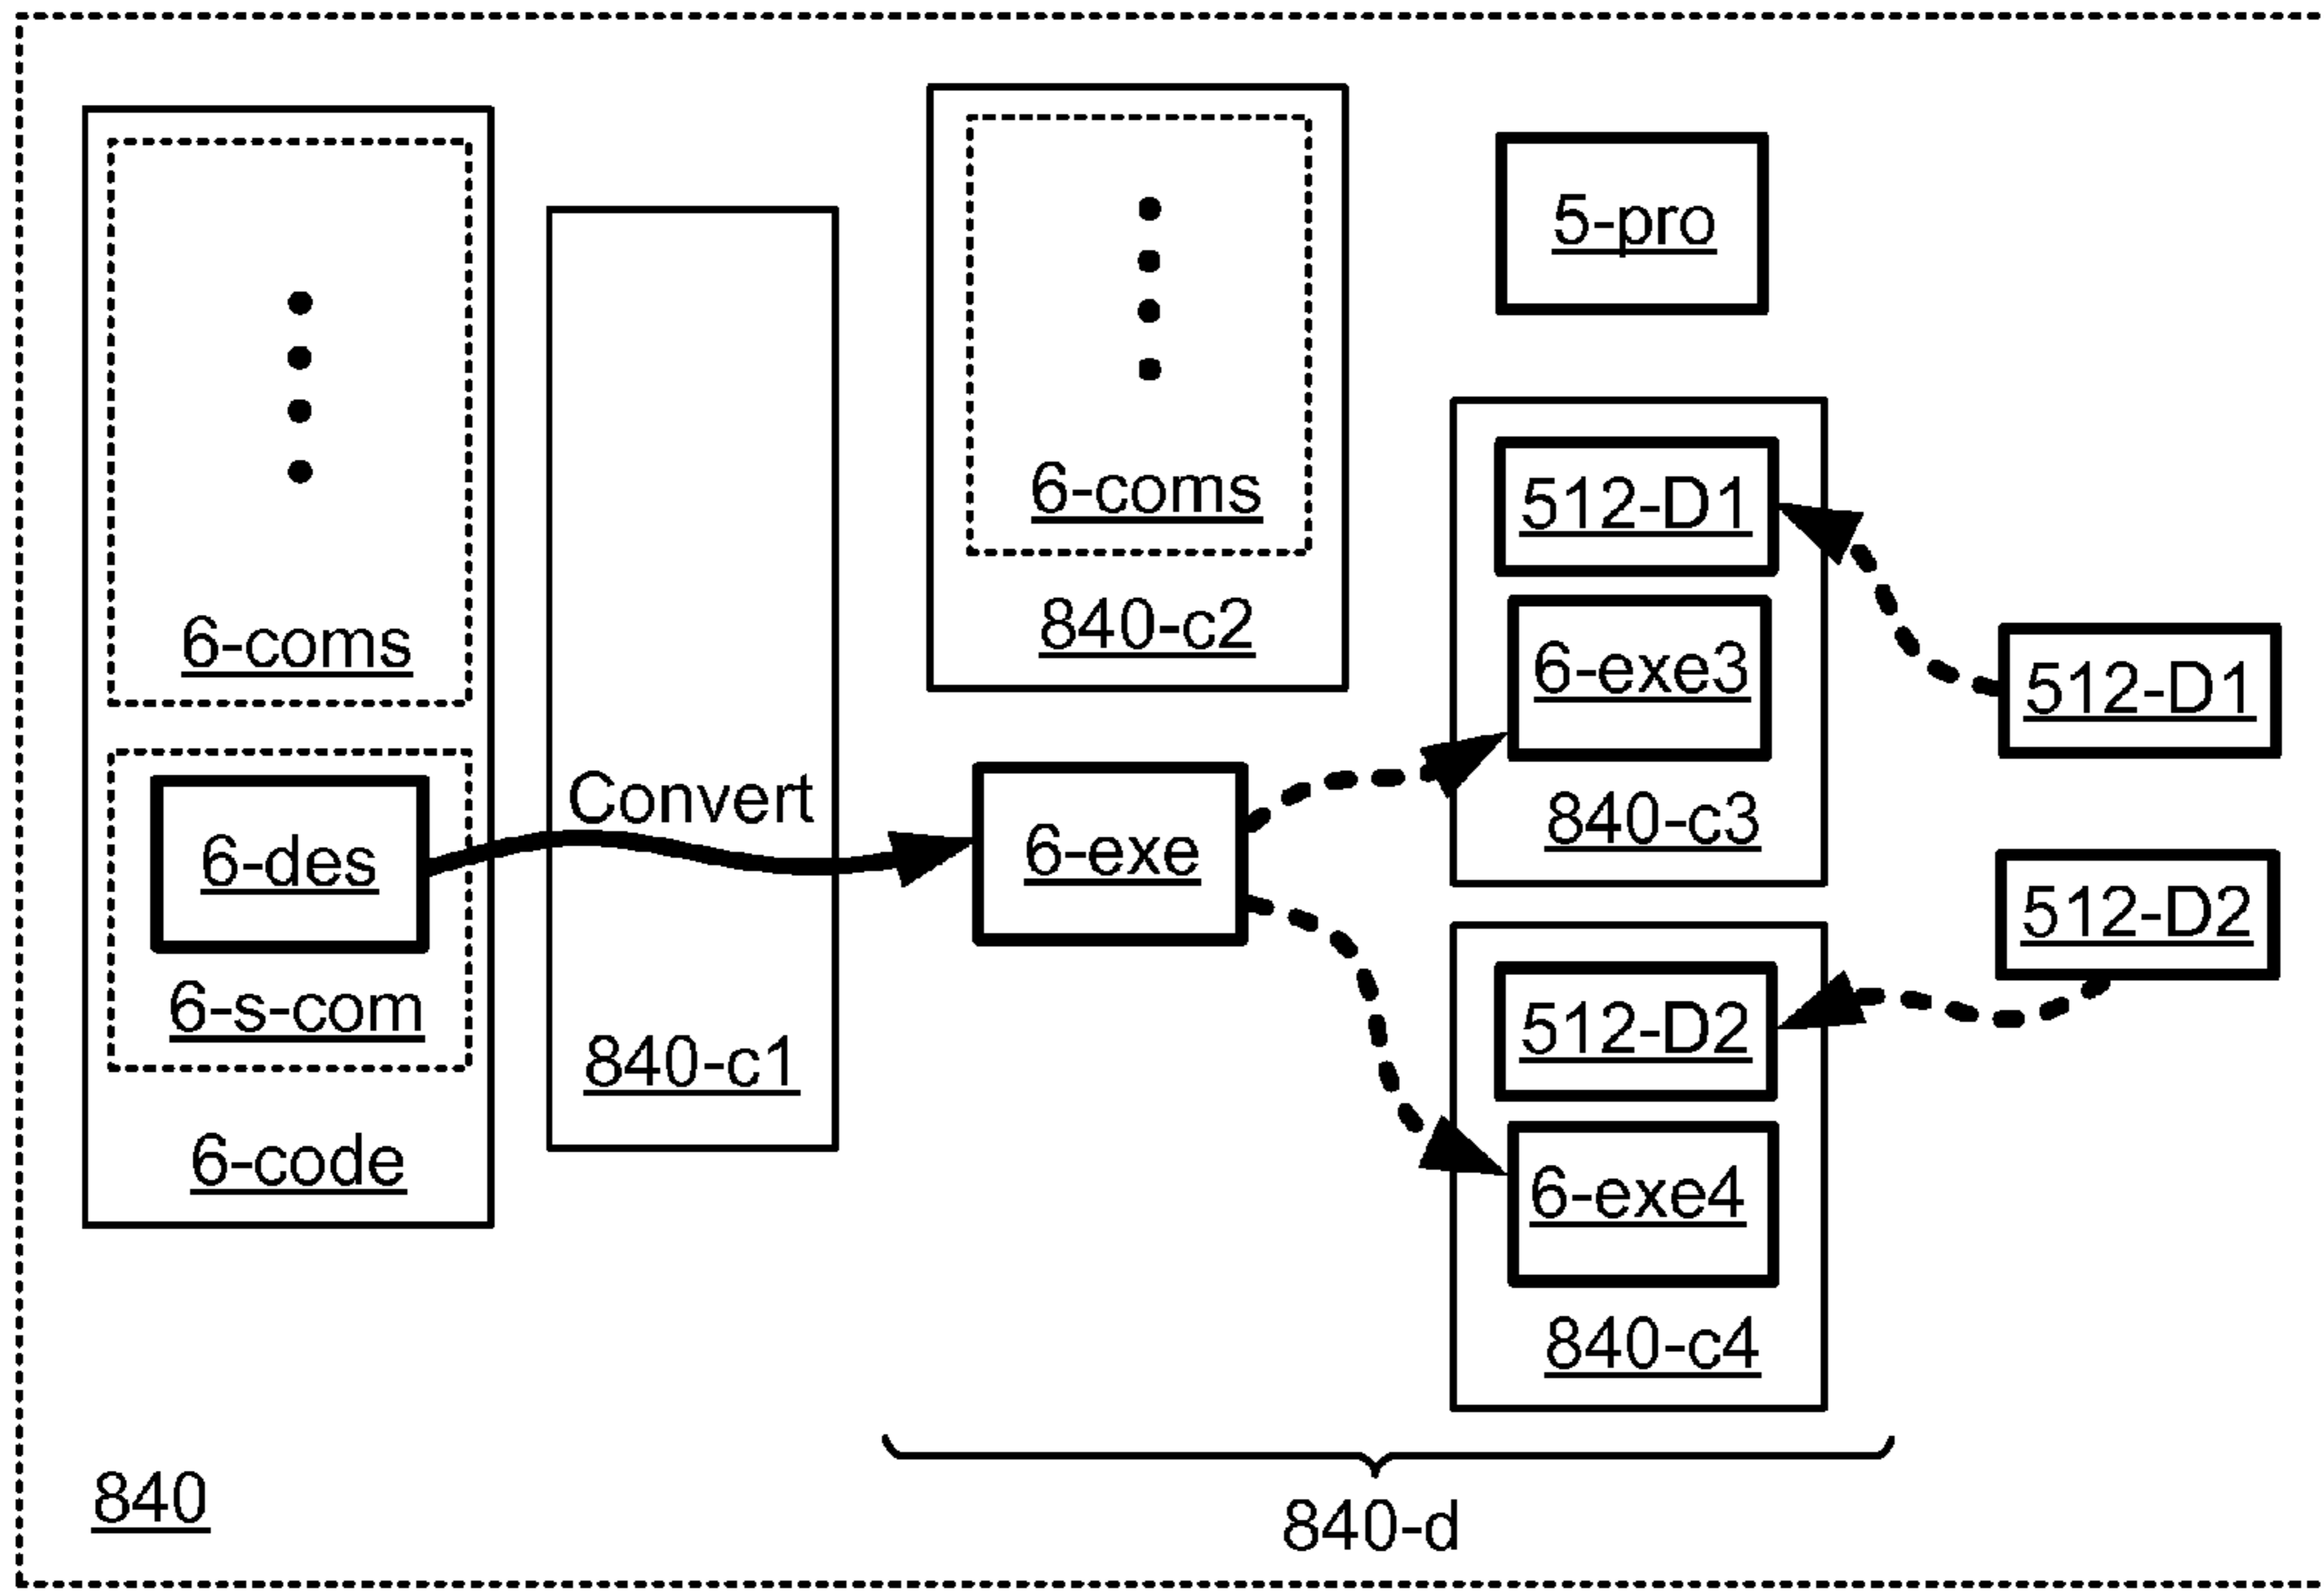 6-coms
6-des
6-s-com
6-code
Convert
840-c1
6-coms
840-c2
6-exe
5-pro
512-D1
6-exe3
840-c3
512-D2
6-exe4
840-c4
512-D1
512-D2
840
840-d